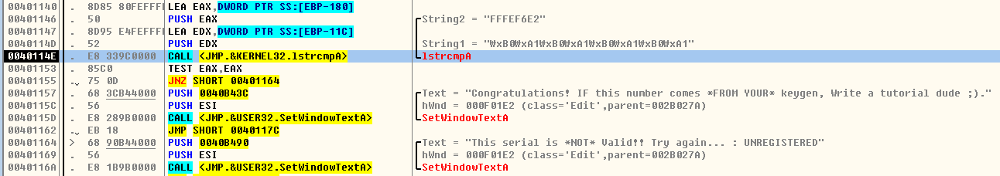 00401140 . 8D85 80FEFFFF LEA EAX,DWORD PTR SS:[EBP-180]
00401146 . 50 PUSH EAX String2 = "FFFEF6E2"
00401147 . 8D95 E4FEFFFF LEA EDX,DWORD PTR SS:[EBP-11C]
0040114D . 52 PUSH EDX String1 = "₩xB0₩xA1₩xB0₩xA1₩xB0₩xA1₩xB0₩xA1"
0040114E . E8 339C0000 CALL <JMP.&KERNEL32.lstrcmpA> lstrcmpA
00401153 . 85C0 TEST EAX,EAX
00401155 .⌄ 75 0D JNZ SHORT 00401164
00401157 . 68 3CB44000 PUSH 0040B43C Text = "Congratulations! IF this number comes *FROM YOUR* keygen, Write a tutorial dude ;)."
0040115C . 56 PUSH ESI hWnd = 000F01E2 (class='Edit',parent=002B027A)
0040115D . E8 289B0000 CALL <JMP.&USER32.SetWindowTextA> SetWindowTextA
00401162 .⌄ EB 18 JMP SHORT 0040117C
00401164 > 68 90B44000 PUSH 0040B490 Text = "This serial is *NOT* Valid!! Try again... : UNREGISTERED"
00401169 . 56 PUSH ESI hWnd = 000F01E2 (class='Edit',parent=002B027A)
0040116A . E8 1B9B0000 CALL <JMP.&USER32.SetWindowTextA> SetWindowTextA